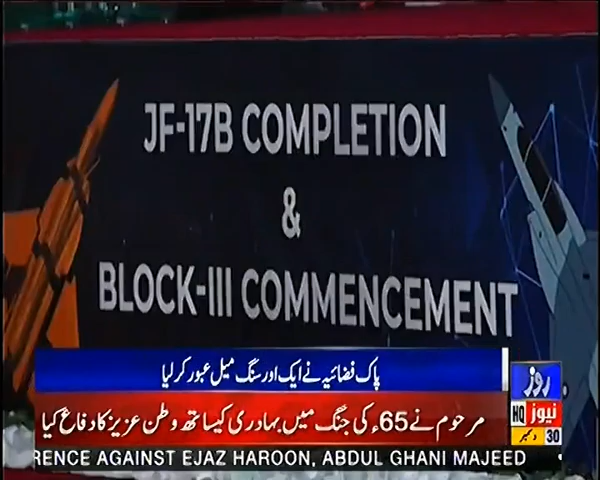 JF-17B COMPLETION
&
BLOCK-III COMMENCEMENT
پاک فضائیہ نے ایک اور سنگ میل عبور کر لیا
مرحوم نے 65ء کی جنگ میں بہادری کیساتھ وطن عزیز کا دفاع کیا
روز
HQ نیوز
30 دسمبر
RENCE AGAINST EJAZ HAROON, ABDUL GHANI MAJEED